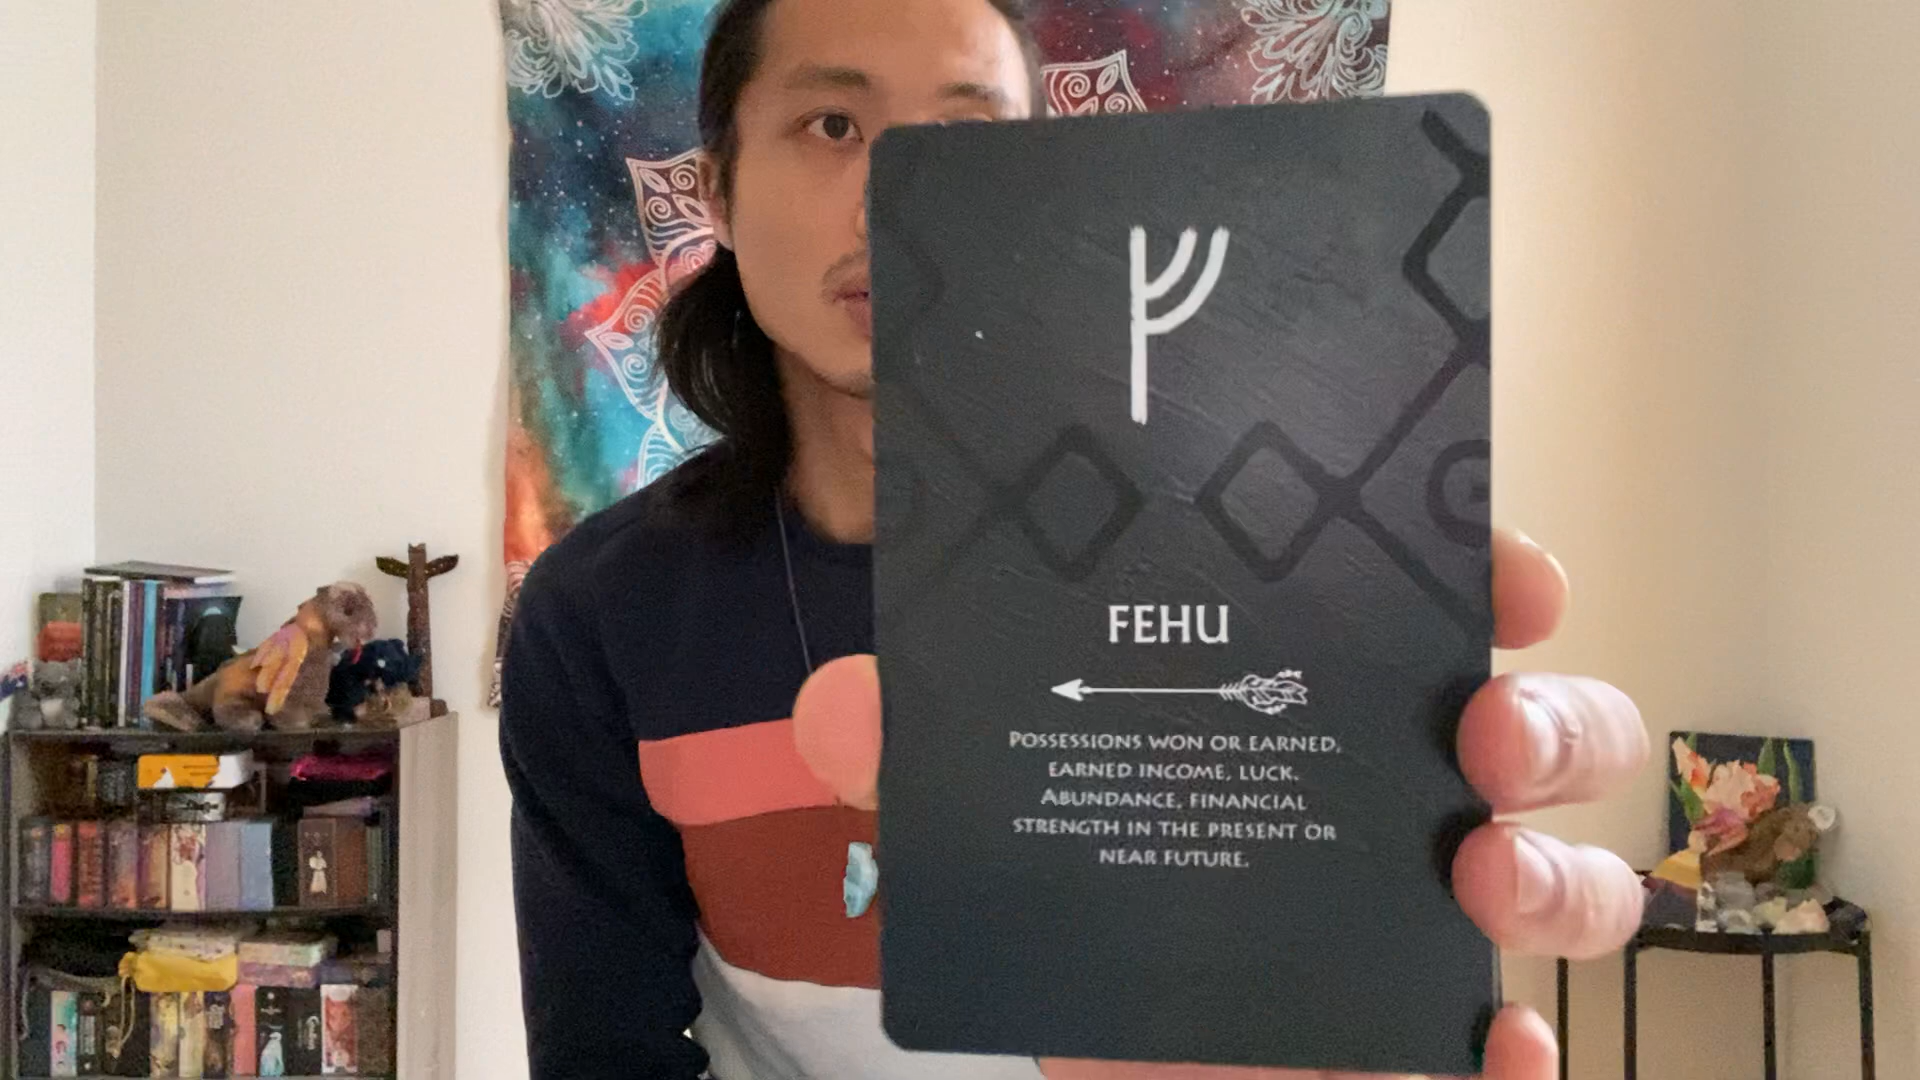 FEHU
POSSESSIONS WON OR EARNED,
EARNED INCOME, LUCK.
ABUNDANCE, FINANCIAL
STRENGTH IN THE PRESENT OR
NEAR FUTURE.